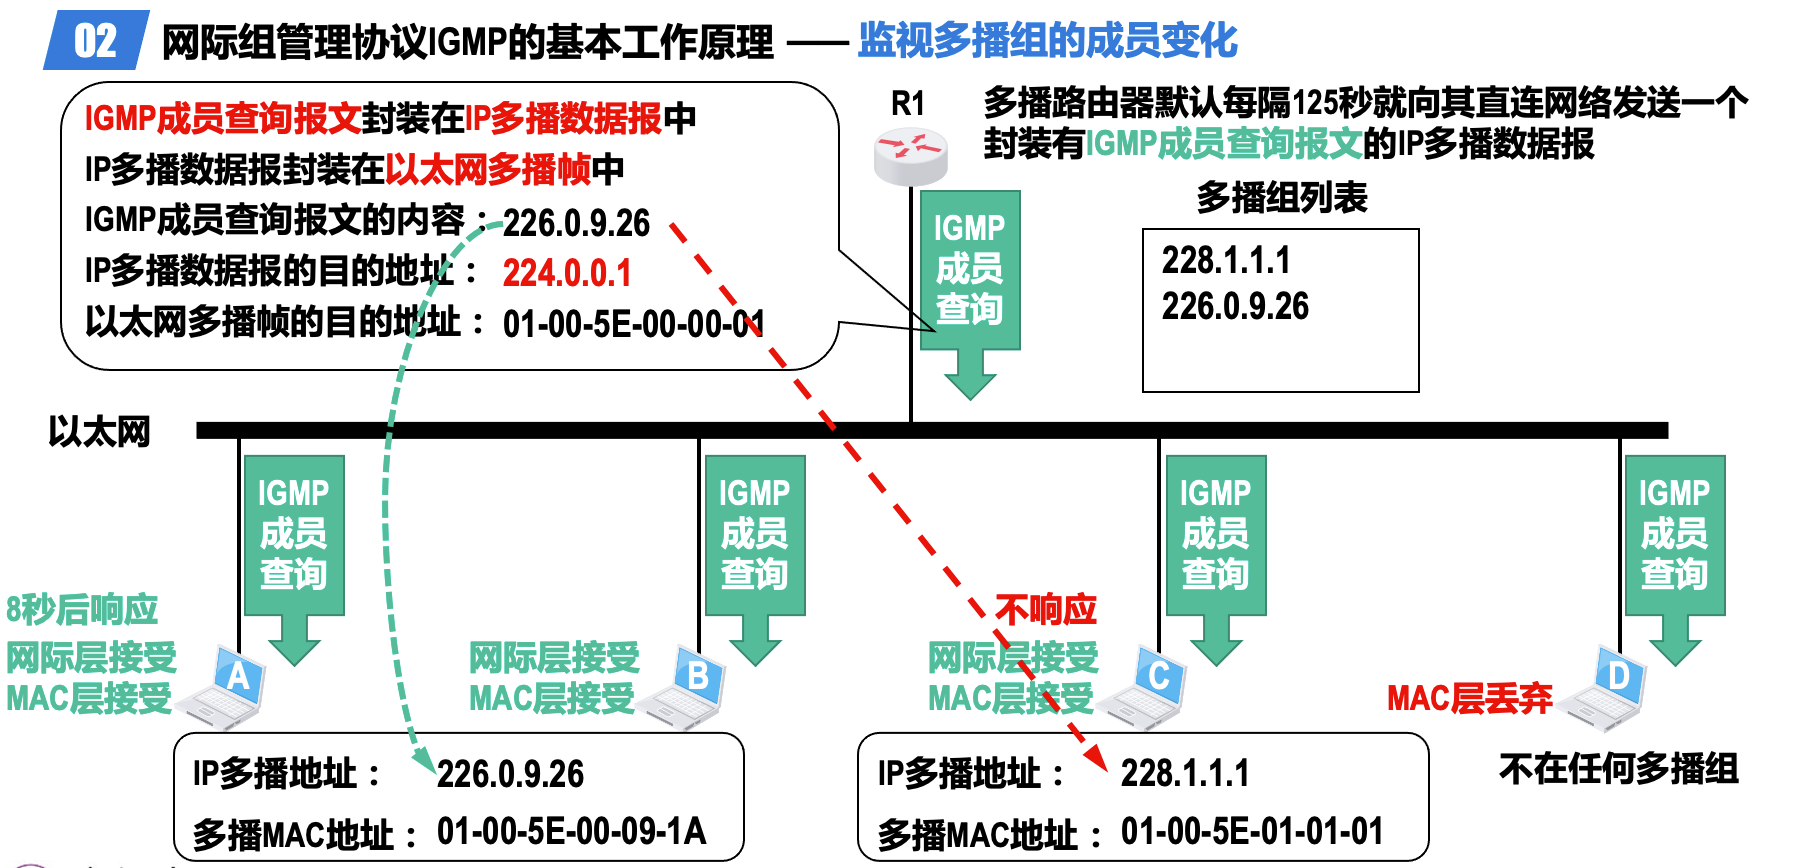 02 网际组管理协议IGMP的基本工作原理 —— 监视多播组的成员变化
IGMP成员查询报文封装在IP多播数据报中
IP多播数据报封装在以太网多播帧中
IGMP成员查询报文的内容：226.0.9.26
IP多播数据报的目的地址：224.0.0.1
以太网多播帧的目的地址：01-00-5E-00-00-01
R1
多播路由器默认每隔125秒就向其直连网络发送一个
封装有IGMP成员查询报文的IP多播数据报
IGMP
成员
查询
多播组列表
228.1.1.1
226.0.9.26
以太网
IGMP
成员
查询
IGMP
成员
查询
IGMP
成员
查询
IGMP
成员
查询
8秒后响应
网际层接受
MAC层接受
A
网际层接受
MAC层接受
B
不响应
网际层接受
MAC层接受
C
MAC层丢弃
D
不在任何多播组
IP多播地址：226.0.9.26
多播MAC地址：01-00-5E-00-09-1A
IP多播地址：228.1.1.1
多播MAC地址：01-00-5E-01-01-01